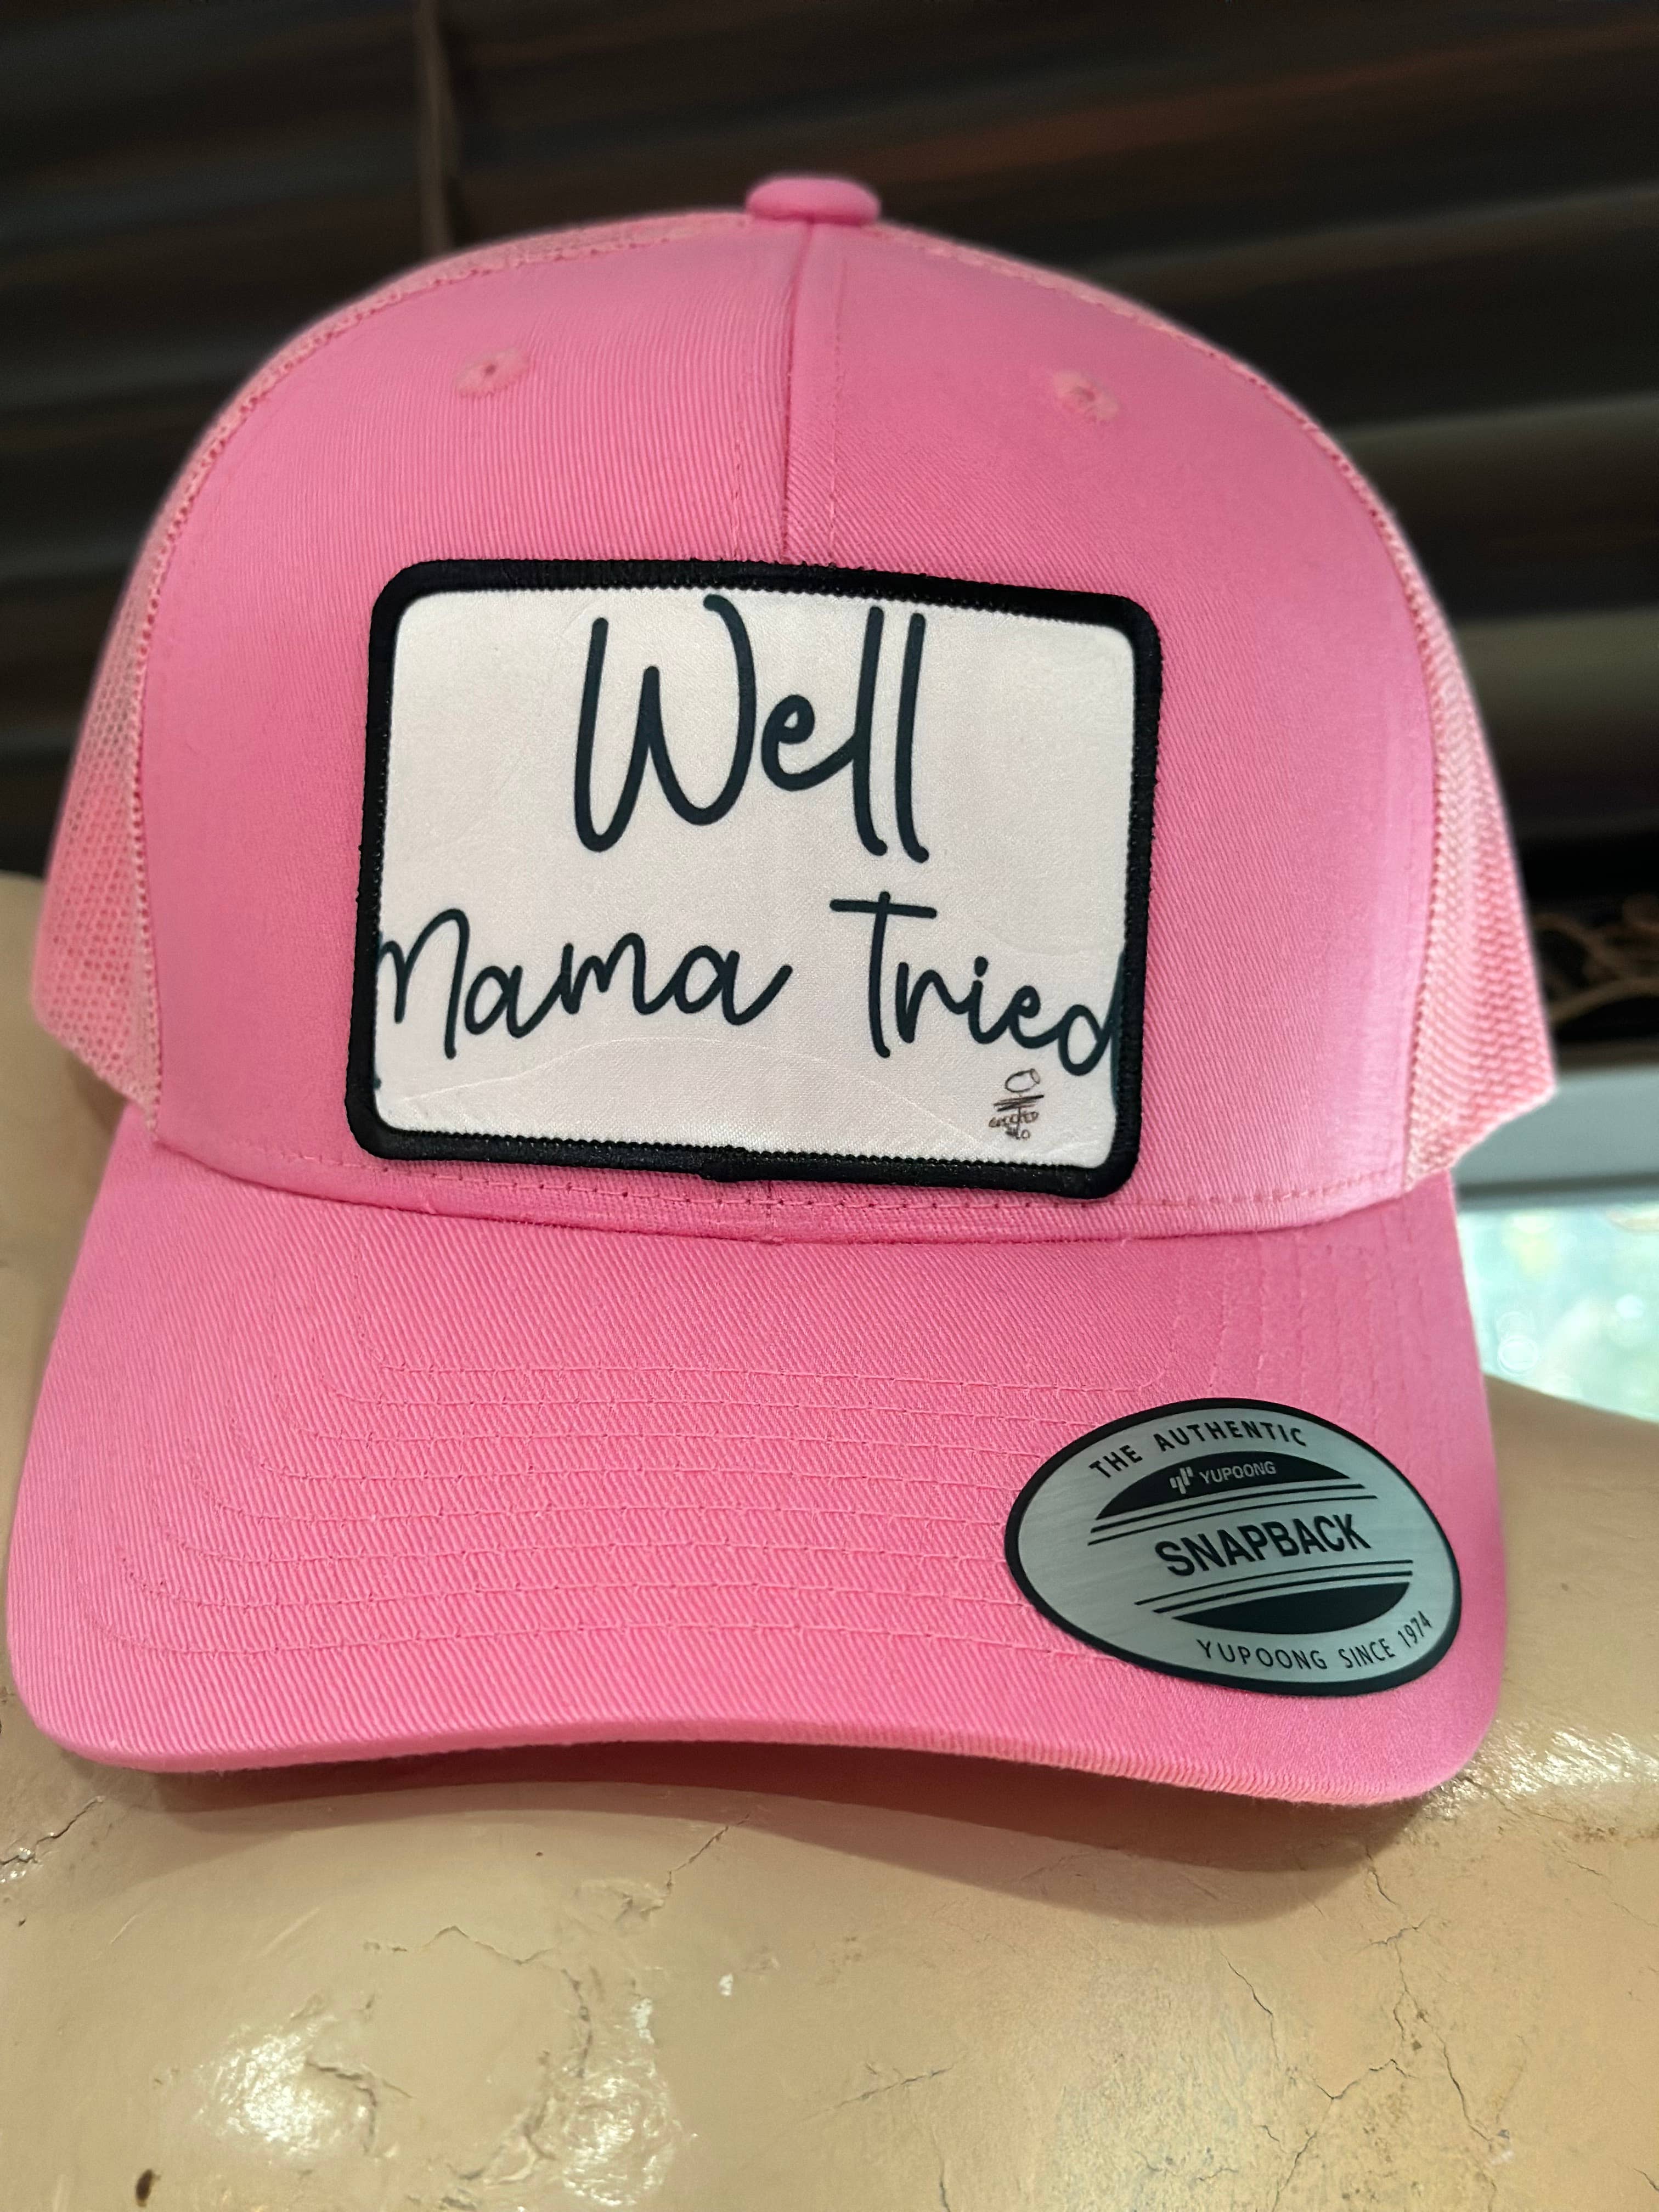 Well
Mama Tried
THE AUTHENTIC
YUPOONG
SNAPBACK
YUPOONG SINCE 1974